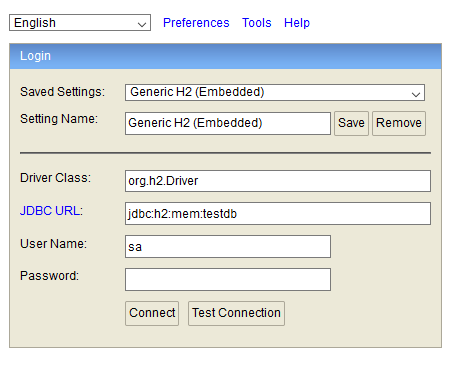 English Preferences Tools Help
Login
Saved Settings: Generic H2 (Embedded)
Setting Name: Generic H2 (Embedded) Save Remove
Driver Class: org.h2.Driver
JDBC URL: jdbc:h2:mem:testdb
User Name: sa
Password:
Connect Test Connection